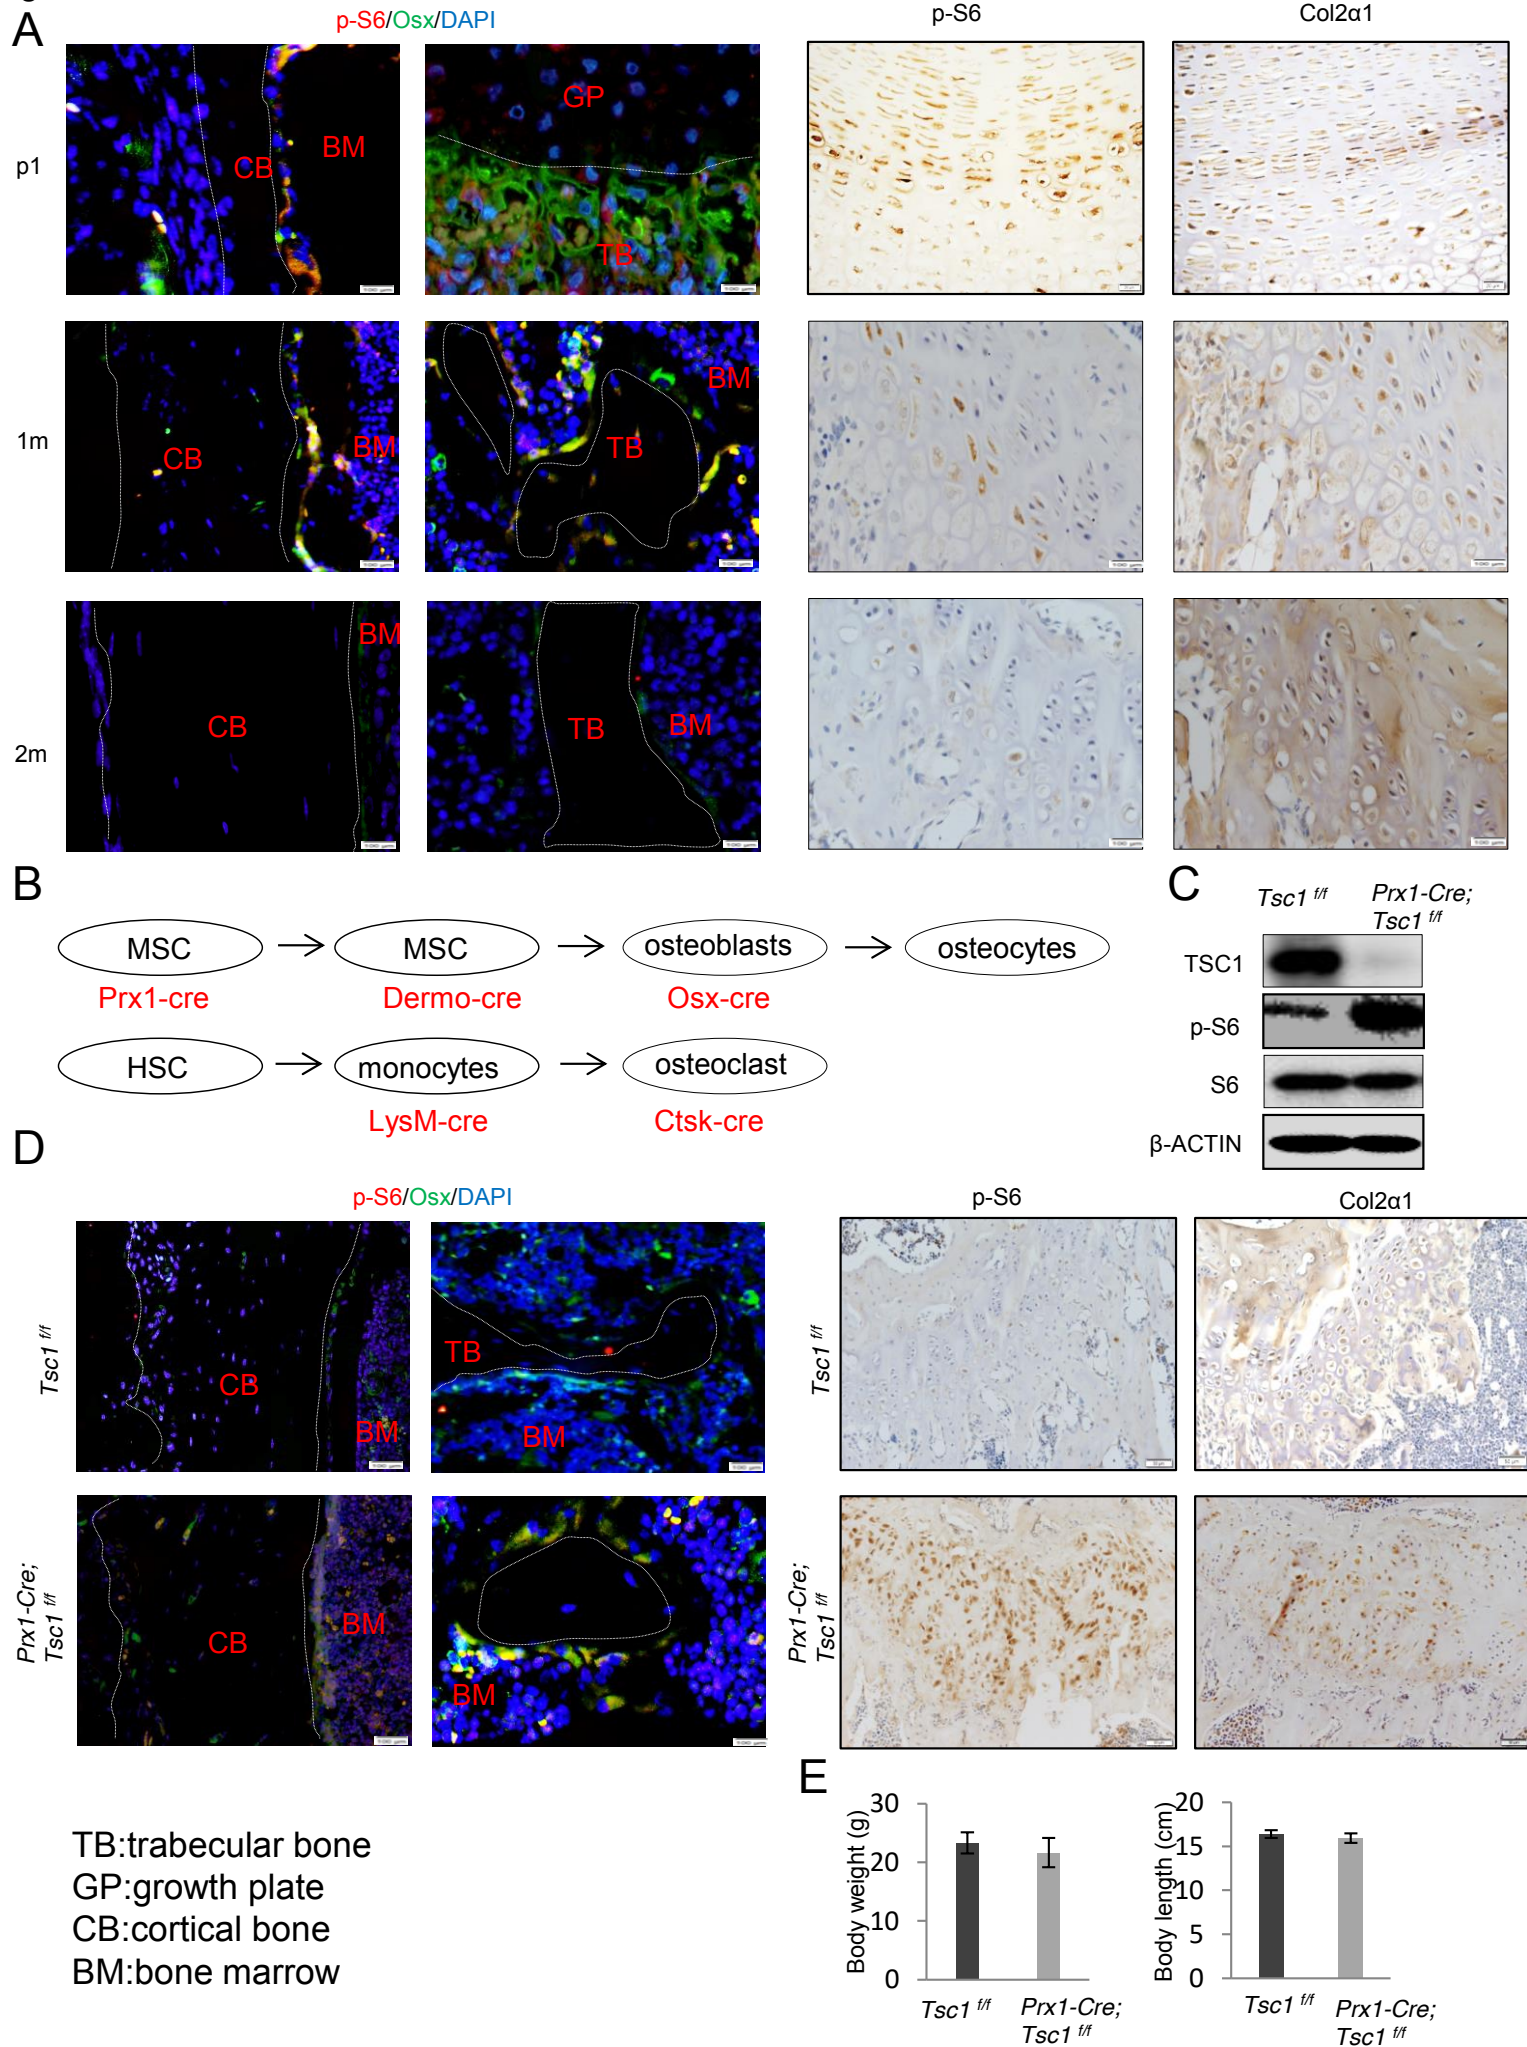 A
p-S6/Osx/DAPI
p-S6
Col2α1
p1
CB
BM
GP
TB
1m
CB
BM
TB
BM
2m
CB
BM
TB
BM
B
MSC
MSC
osteoblasts
osteocytes
Prx1-cre
Dermo-cre
Osx-cre
HSC
monocytes
osteoclast
LysM-cre
Ctsk-cre
C
Tsc1 f/f
Prx1-Cre;
Tsc1 f/f
TSC1
p-S6
S6
β-ACTIN
D
p-S6/Osx/DAPI
p-S6
Col2α1
Tsc1 f/f
CB
BM
TB
BM
Tsc1 f/f
Prx1-Cre;
Tsc1 f/f
CB
BM
BM
Prx1-Cre;
Tsc1 f/f
TB:trabecular bone
GP:growth plate
CB:cortical bone
BM:bone marrow
E
Body weight (g)
30
20
10
0
Tsc1 f/f
Prx1-Cre;
Tsc1 f/f
Body length (cm)
20
15
10
5
0
Tsc1 f/f
Prx1-Cre;
Tsc1 f/f